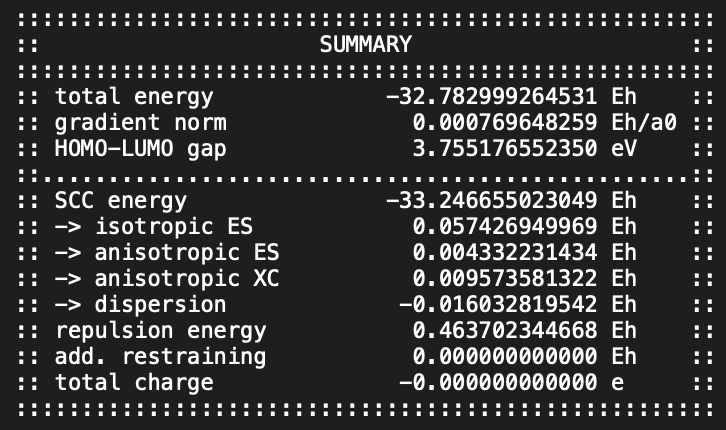 :::::::::::::::::::::::::::::::::::::::::::::::::::::
::                     SUMMARY                     ::
:::::::::::::::::::::::::::::::::::::::::::::::::::::
:: total energy             -32.782999264531 Eh    ::
:: gradient norm              0.000769648259 Eh/a0 ::
:: HOMO-LUMO gap              3.755176552350 eV    ::
::.................................................::
:: SCC energy               -33.246655023049 Eh    ::
:: -> isotropic ES            0.057426949969 Eh    ::
:: -> anisotropic ES          0.004332231434 Eh    ::
:: -> anisotropic XC          0.009573581322 Eh    ::
:: -> dispersion             -0.016032819542 Eh    ::
:: repulsion energy           0.463702344668 Eh    ::
:: add. restraining           0.000000000000 Eh    ::
:: total charge              -0.000000000000 e     ::
:::::::::::::::::::::::::::::::::::::::::::::::::::::